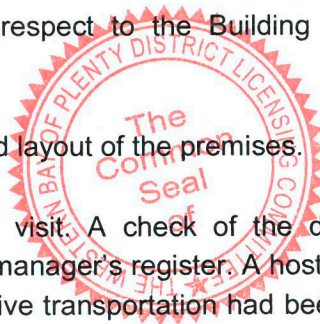 respect to the Building
d layout of the premises.
visit. A check of the d
manager's register. A host
ive transportation had bee
The
Common
Seal
of
THE WESTERN BAY OF PLENTY DISTRICT LICENSING COMMITTEE